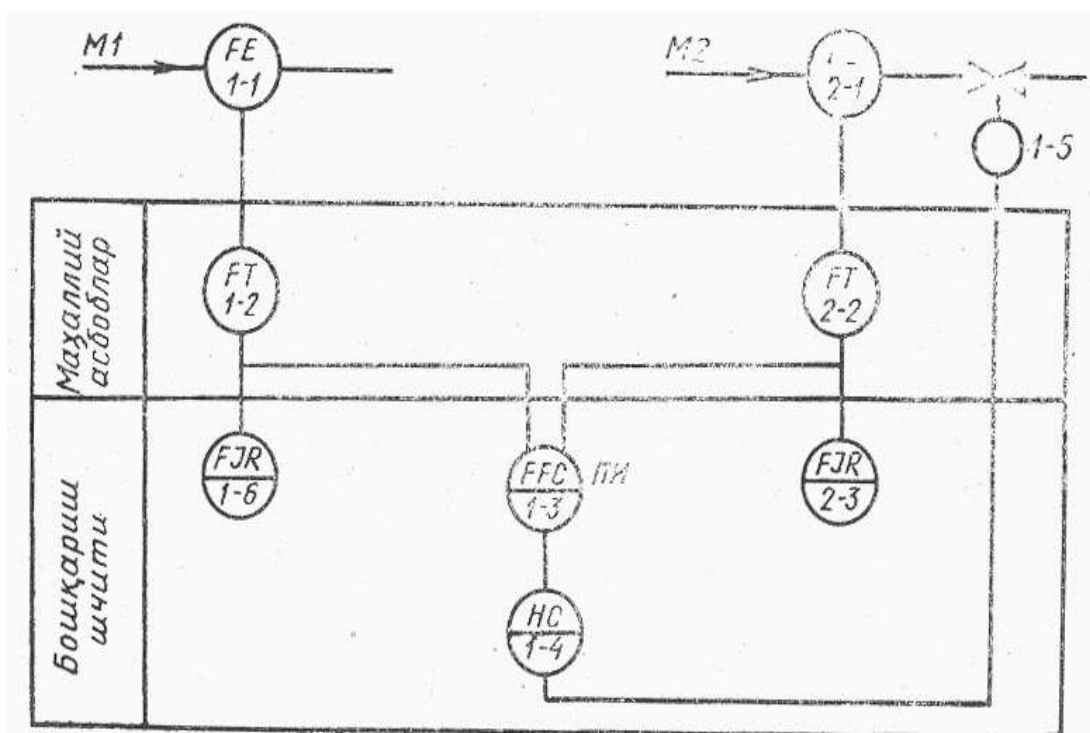 M1
FE
1-1
M2
2-1
1-5
Маҳаллий
асбоблар
FT
1-2
FT
2-2
Бошқариш
шчити
FJR
1-6
FFC
1-3
ПИ
FJR
2-3
HC
1-4